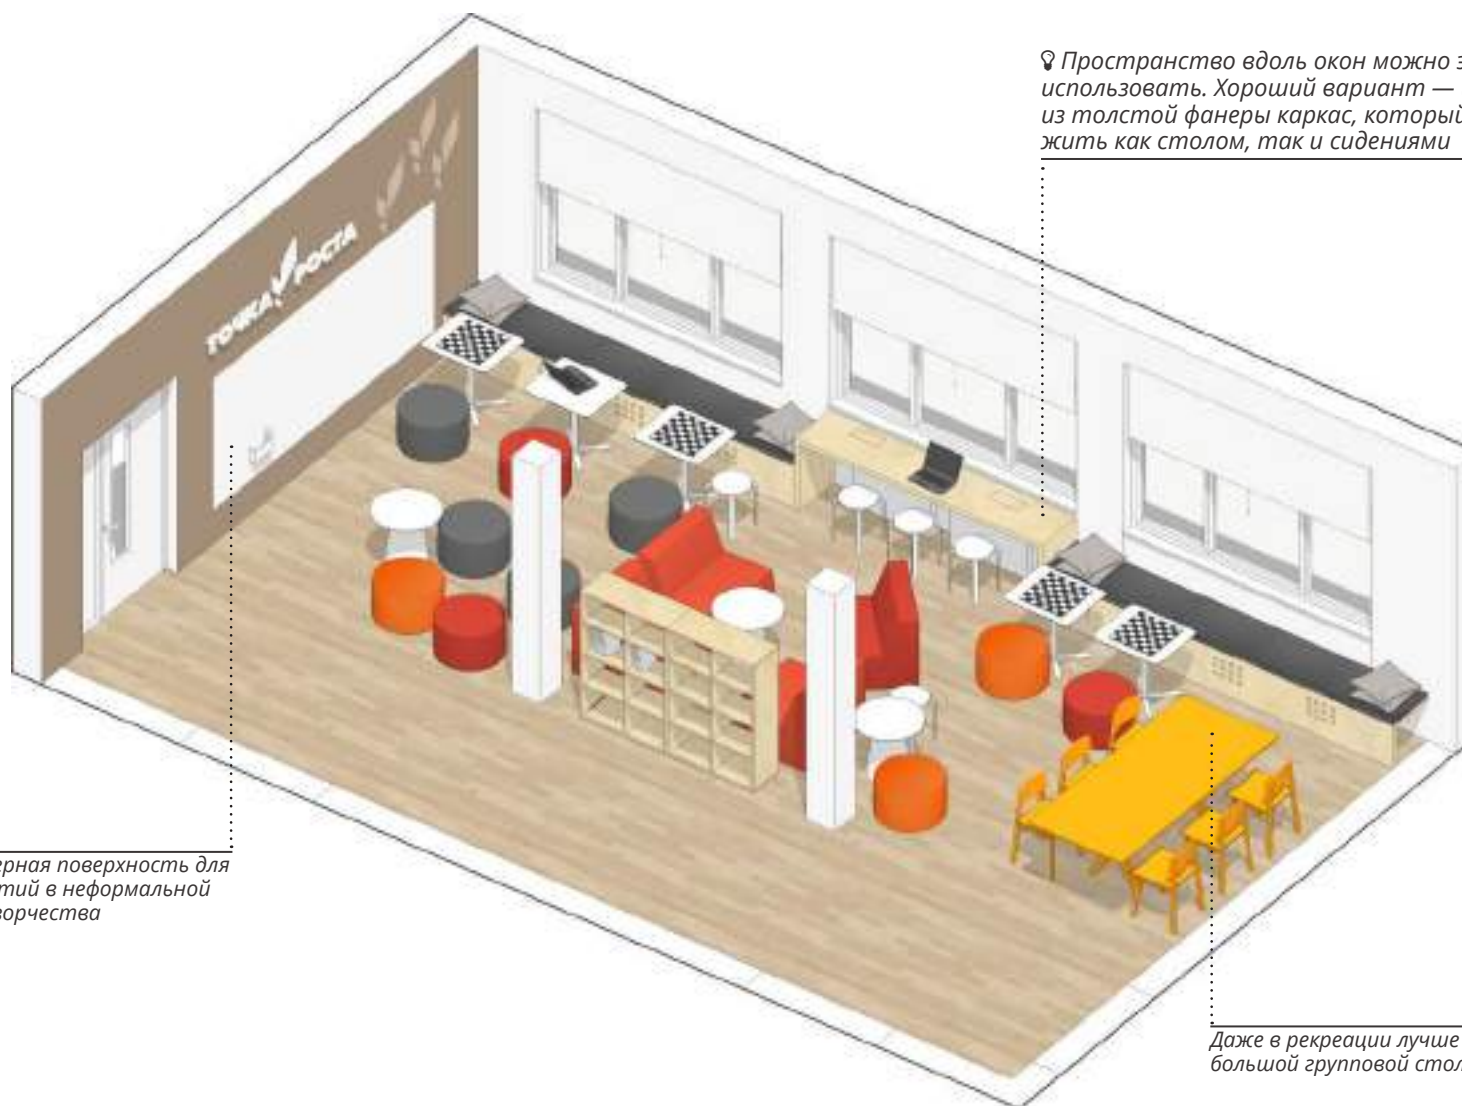 Пространство вдоль окон можно з
использовать. Хороший вариант —
из толстой фанеры каркас, который
жить как столом, так и сидениями
ТОЧКА РОСТА
ерная поверхность для
тий в неформальной
ворчества
Даже в рекреации лучше
большой групповой стол